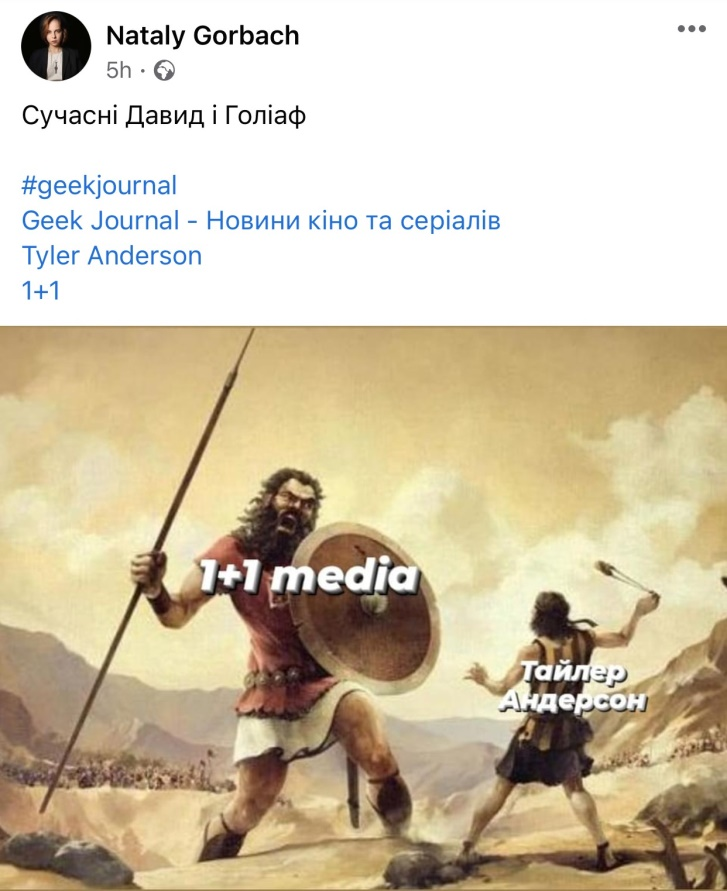 Nataly Gorbach
5h ·
Сучасні Давид і Голіаф
#geekjournal
Geek Journal - Новини кіно та серіалів
Tyler Anderson
1+1
1+1 media
Тайлер
Андерсон